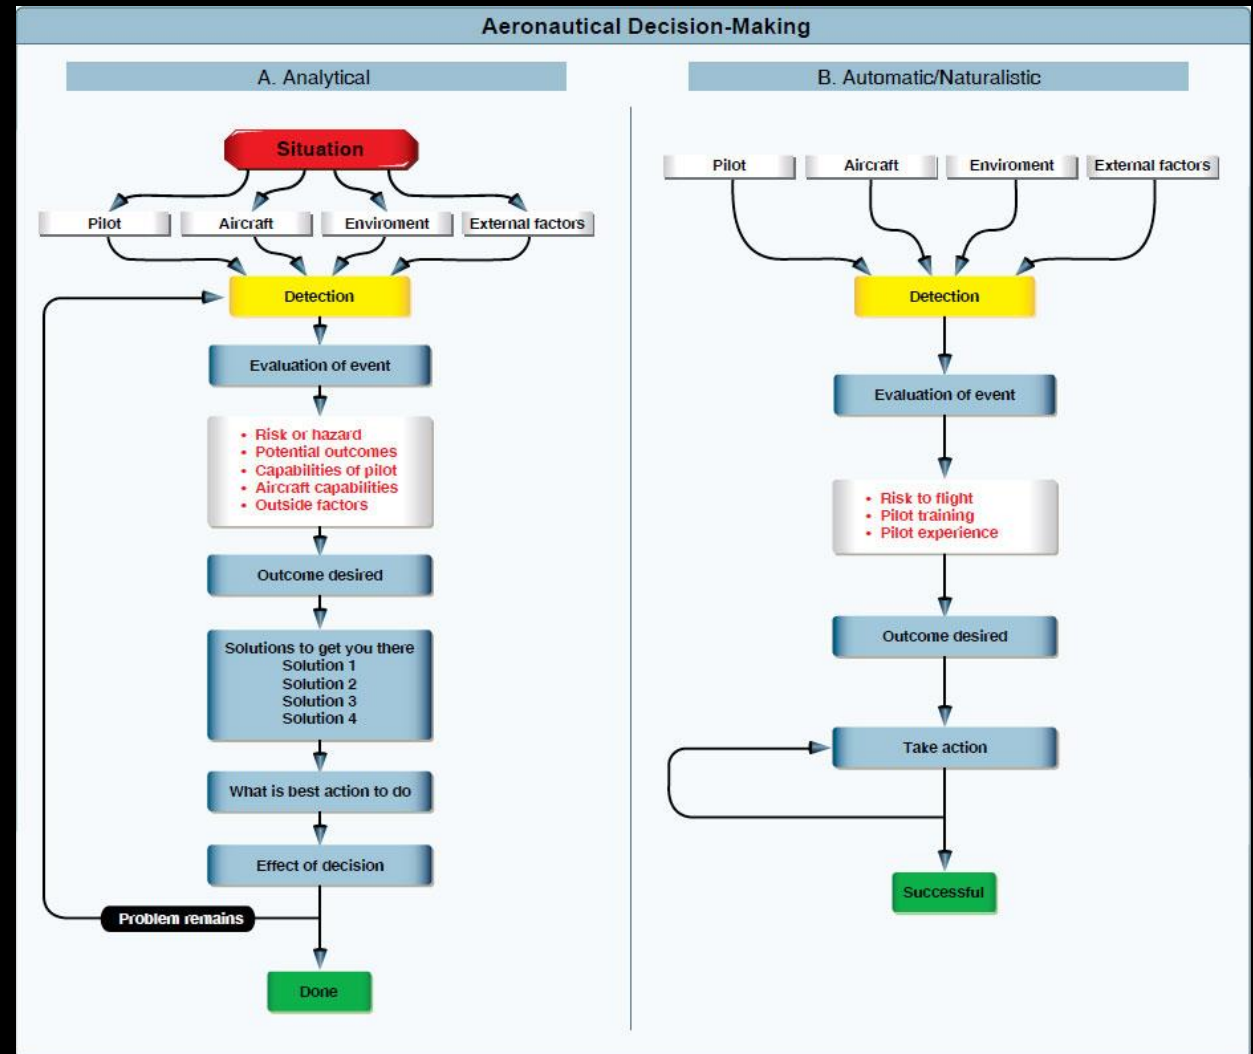 Aeronautical Decision-Making
A. Analytical
Situation
Pilot
Aircraft
Enviroment
External factors
Detection
Evaluation of event
• Risk or hazard
• Potential outcomes
• Capabilities of pilot
• Aircraft capabilities
• Outside factors
Outcome desired
Solutions to get you there
Solution 1
Solution 2
Solution 3
Solution 4
What is best action to do
Effect of decision
Problem remains
Done
B. Automatic/Naturalistic
Pilot
Aircraft
Enviroment
External factors
Detection
Evaluation of event
• Risk to flight
• Pilot training
• Pilot experience
Outcome desired
Take action
Successful